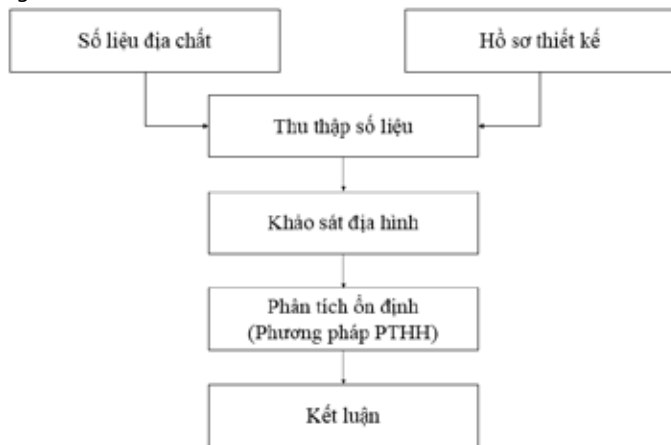 Số liệu địa chất
Hồ sơ thiết kế
Thu thập số liệu
Khảo sát địa hình
Phân tích ổn định
(Phương pháp PTHH)
Kết luận